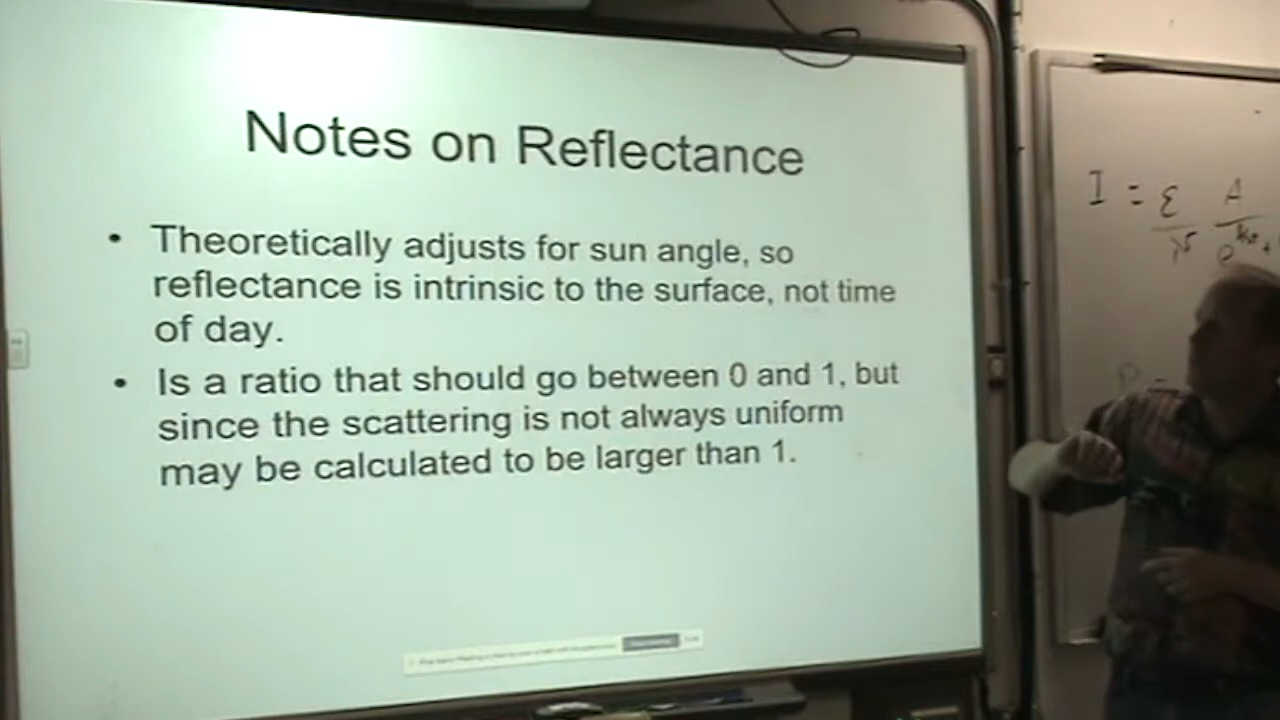 Notes on Reflectance
• Theoretically adjusts for sun angle, so
reflectance is intrinsic to the surface, not time
of day.
• Is a ratio that should go between 0 and 1, but
since the scattering is not always uniform
may be calculated to be larger than 1.
I = ε A